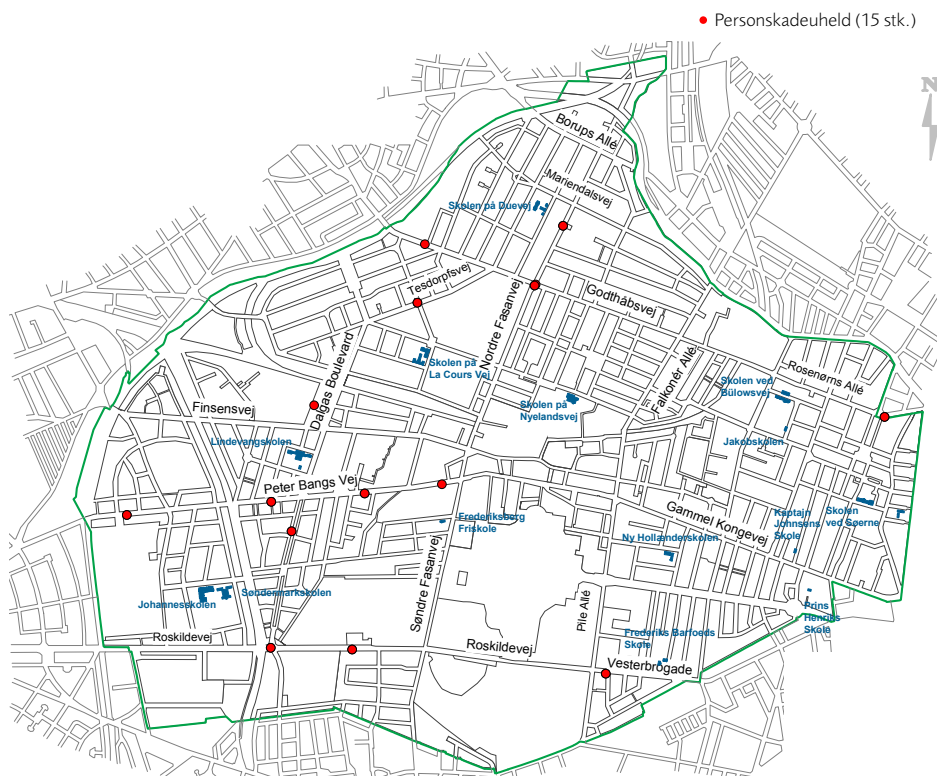 Personskadeuheld (15 stk.)
N
Borups Allé
Mariendalsvej
Skolen på Duevej
Tesdorpfsvej
Nordre Fasanvej
Godthåbsvej
Dalgas Boulevard
Skolen på
La Cours Vej
Falkoner Allé
Rosenørns Allé
Skolen ved
Bülowsvej
Finsensvej
Skolen på
Nyelandsvej
Lindevangskolen
Jakobskolen
Peter Bangs Vej
Gammel Kongevej
Kaptajn
Johnsens
Skole
Skolen
ved Søerne
Frederiksberg
Friskole
Ny Hollænderskolen
Søndre Fasanvej
Johannesskolen
Søndermarkskolen
Pile Allé
Prins
Henriks
Skole
Roskildevej
Roskildevej
Frederiks Barfoeds
Skole
Vesterbrogade